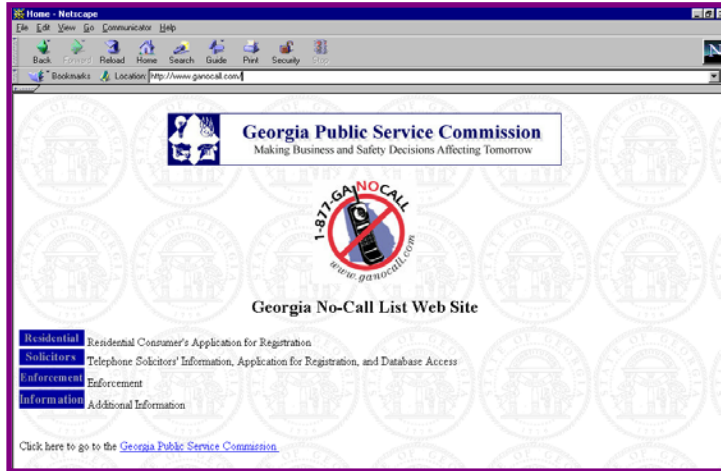 Home - Netscape
File Edit View Go Communicator Help
Back Forward Reload Home Search Guide Print Security Stop
Bookmarks Location: http://www.ganocall.com/
N
Georgia Public Service Commission
Making Business and Safety Decisions Affecting Tomorrow
1-877-GANOCALL
www.ganocall.com
Georgia No-Call List Web Site
Residential Residential Consumer's Application for Registration
Solicitors Telephone Solicitors' Information, Application for Registration, and Database Access
Enforcement Enforcement
Information Additional Information
Click here to go to the Georgia Public Service Commission